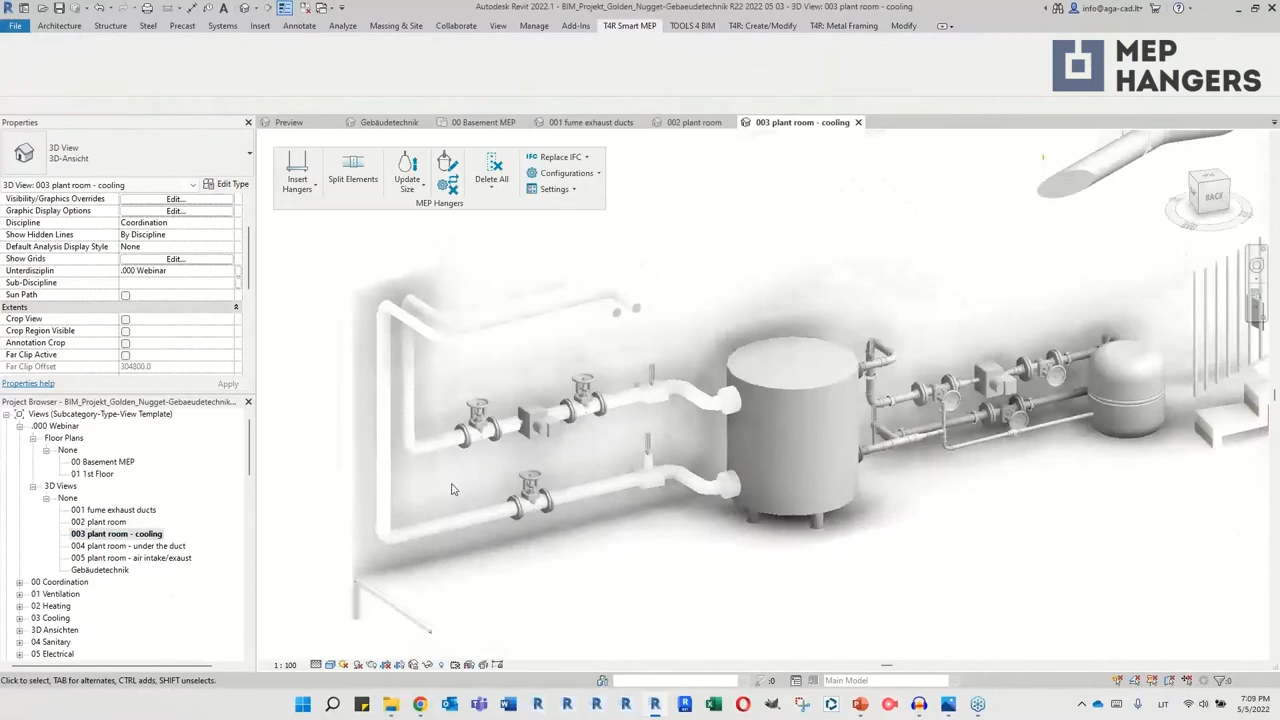 Autodesk Revit 2022.1 - BIM_Projekt_Golden_Nugget-Gebaeudetechnik R22 2022 05 03 - 3D View: 003 plant room - cooling
info@aga-cad.lt
File Architecture Structure Steel Precast Systems Insert Annotate Analyze Massing & Site Collaborate View Manage Add-Ins T4R Smart MEP TOOLS 4 BIM T4R: Create/Modify T4R: Metal Framing Modify
MEP
HANGERS
Properties
Preview Gebäudetechnik 00 Basement MEP 001 fume exhaust ducts 002 plant room 003 plant room - cooling
3D View
3D-Ansicht
3D View: 003 plant room - cooling Edit Type
Visibility/Graphics Overrides Edit...
Graphic Display Options Edit...
Discipline Coordination
Show Hidden Lines By Discipline
Default Analysis Display Style None
Show Grids Edit...
Unterdisziplin .000 Webinar
Sub-Discipline
Sun Path
Extents
Crop View
Crop Region Visible
Annotation Crop
Far Clip Active
Far Clip Offset 304800.0
Properties help Apply
Insert Hangers
Split Elements
Update Size
Delete All
IFC Replace IFC
Configurations
Settings
MEP Hangers
BACK
Project Browser - BIM_Projekt_Golden_Nugget-Gebaeudetechnik...
Views (Subcategory-Type-View Template)
.000 Webinar
Floor Plans
None
00 Basement MEP
01 1st Floor
3D Views
None
001 fume exhaust ducts
002 plant room
003 plant room - cooling
004 plant room - under the duct
005 plant room - air intake/exaust
Gebäudetechnik
00 Coordination
01 Ventilation
02 Heating
03 Cooling
3D Ansichten
04 Sanitary
05 Electrical
1 : 100
Click to select, TAB for alternates, CTRL adds, SHIFT unselects.
:0
Main Model
:0
LIT
7:09 PM
5/5/2022